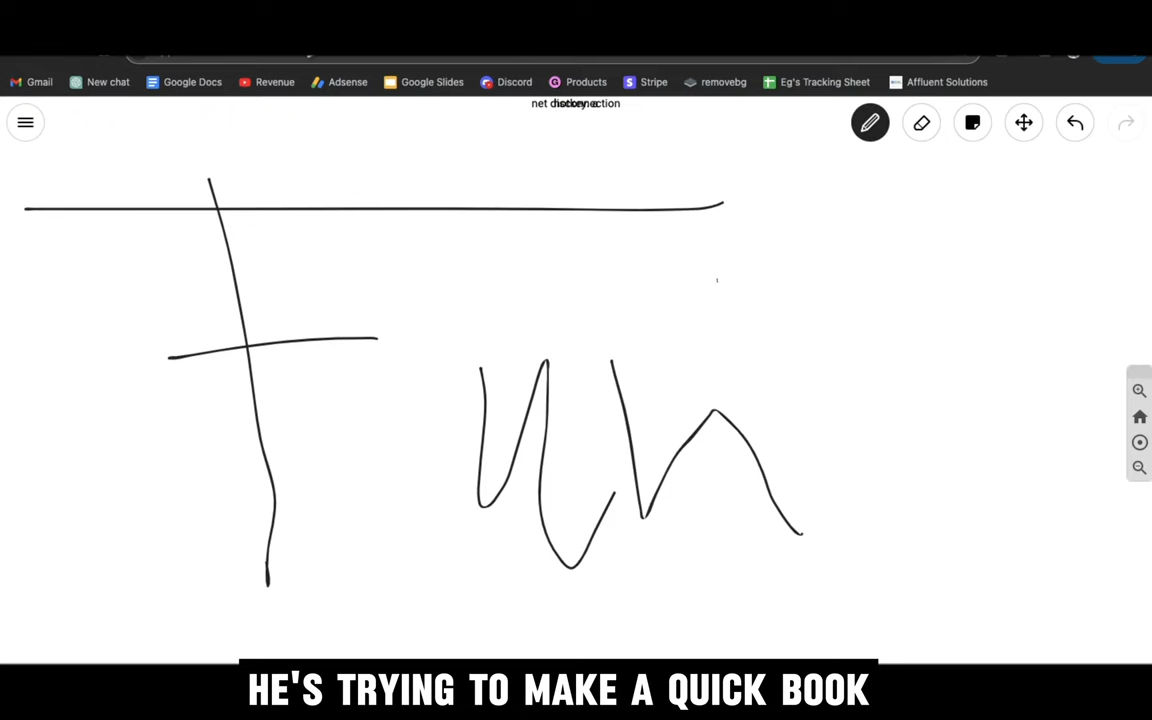 Gmail New chat Google Docs Revenue Adsense Google Slides Discord Products Stripe removebg Eg's Tracking Sheet Affluent Solutions
Fun
HE'S TRYING TO MAKE A QUICK BOOK